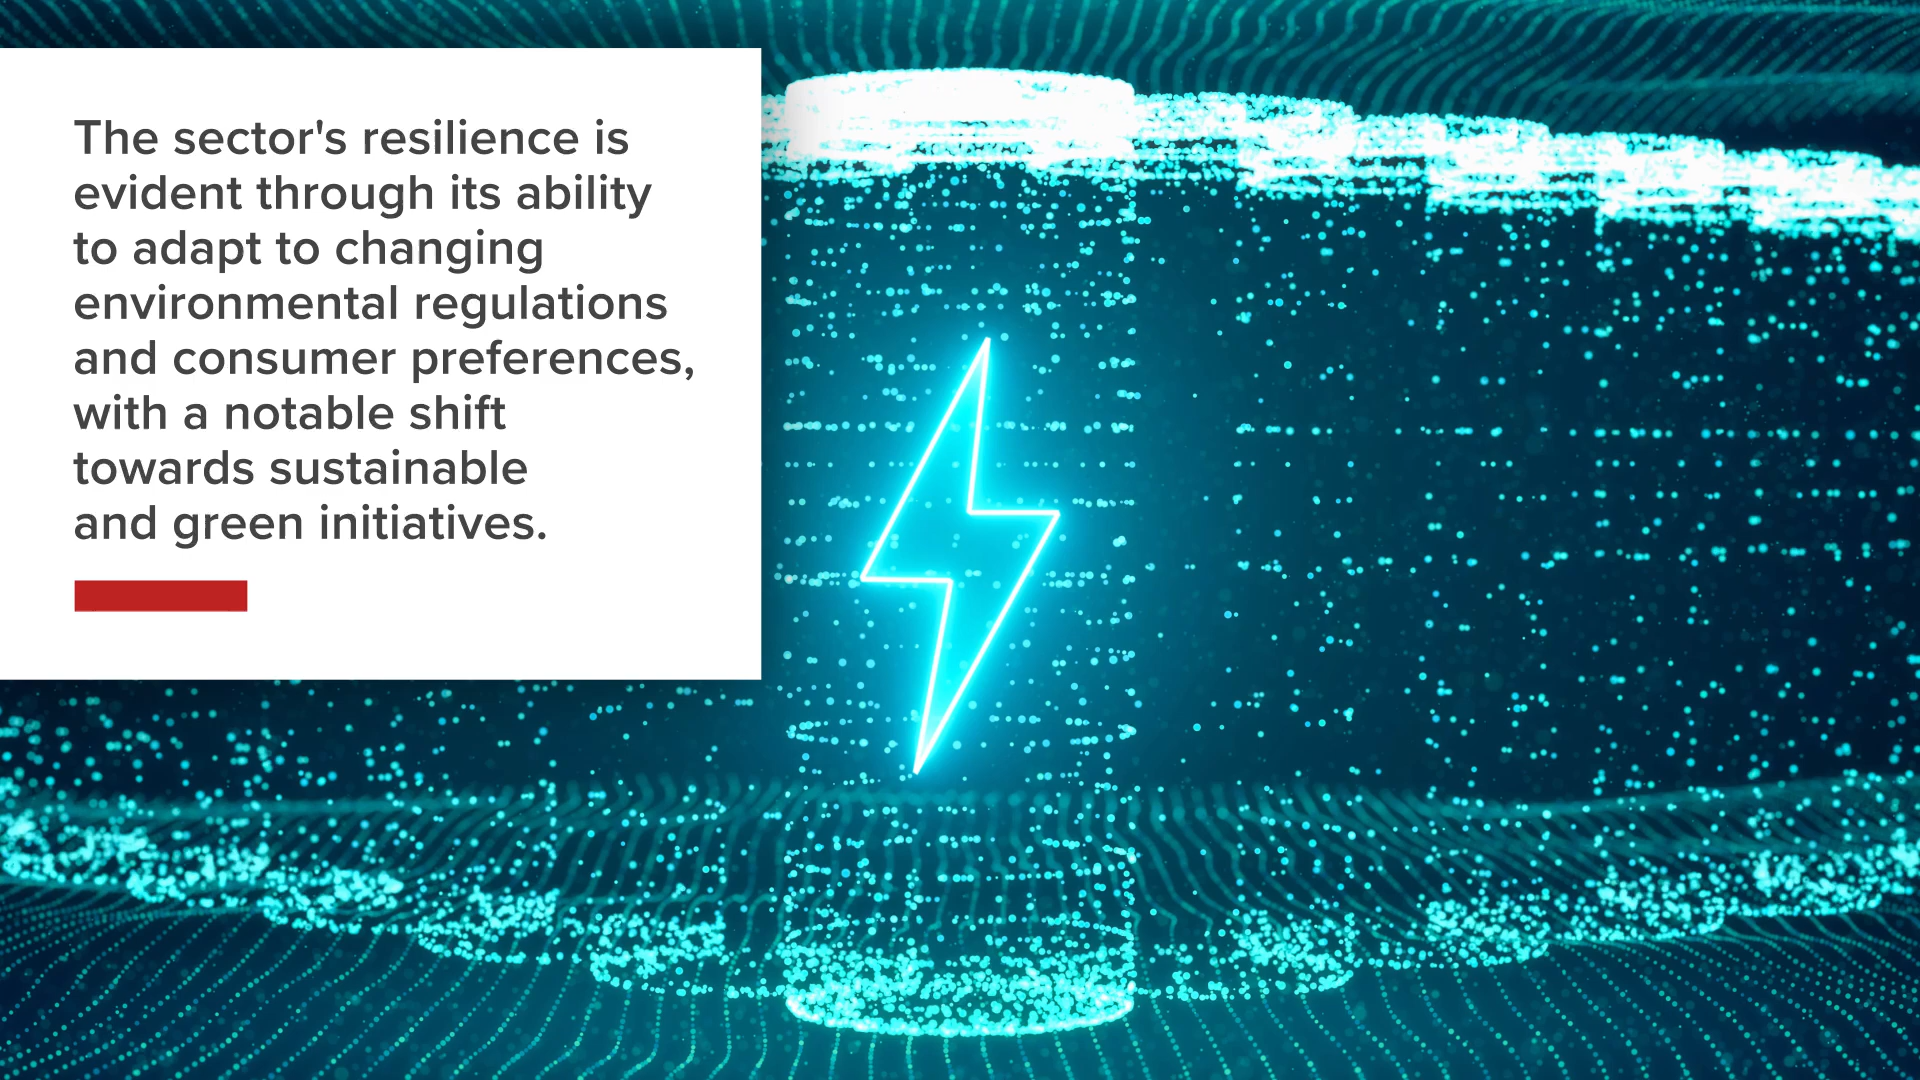 The sector's resilience is
evident through its ability
to adapt to changing
environmental regulations
and consumer preferences,
with a notable shift
towards sustainable
and green initiatives.